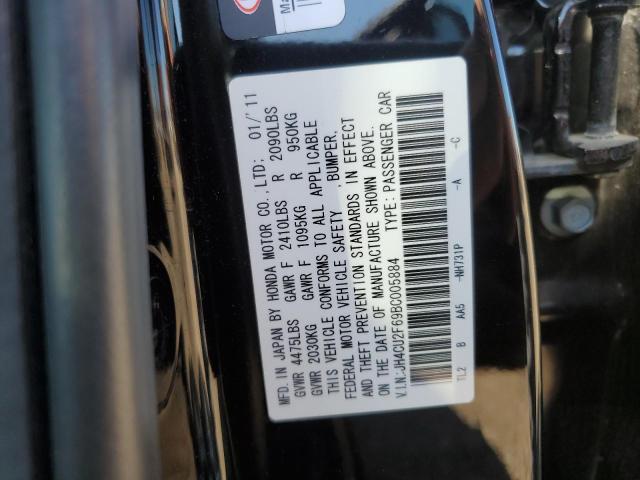 MFD. IN JAPAN BY HONDA MOTOR CO., LTD; 01/'11
GVWR 4475LBS GAWR F 2410LBS R 2090LBS
GVWR 2030KG GAWR F 1095KG R 950KG
THIS VEHICLE CONFORMS TO ALL APPLICABLE
FEDERAL MOTOR VEHICLE SAFETY , BUMPER,
AND THEFT PREVENTION STANDARDS IN EFFECT
ON THE DATE OF MANUFACTURE SHOWN ABOVE.
V.I.N:JH4CU2F69BC005884 TYPE: PASSENGER CAR
TL2 B AA5 -NH731P -A -C